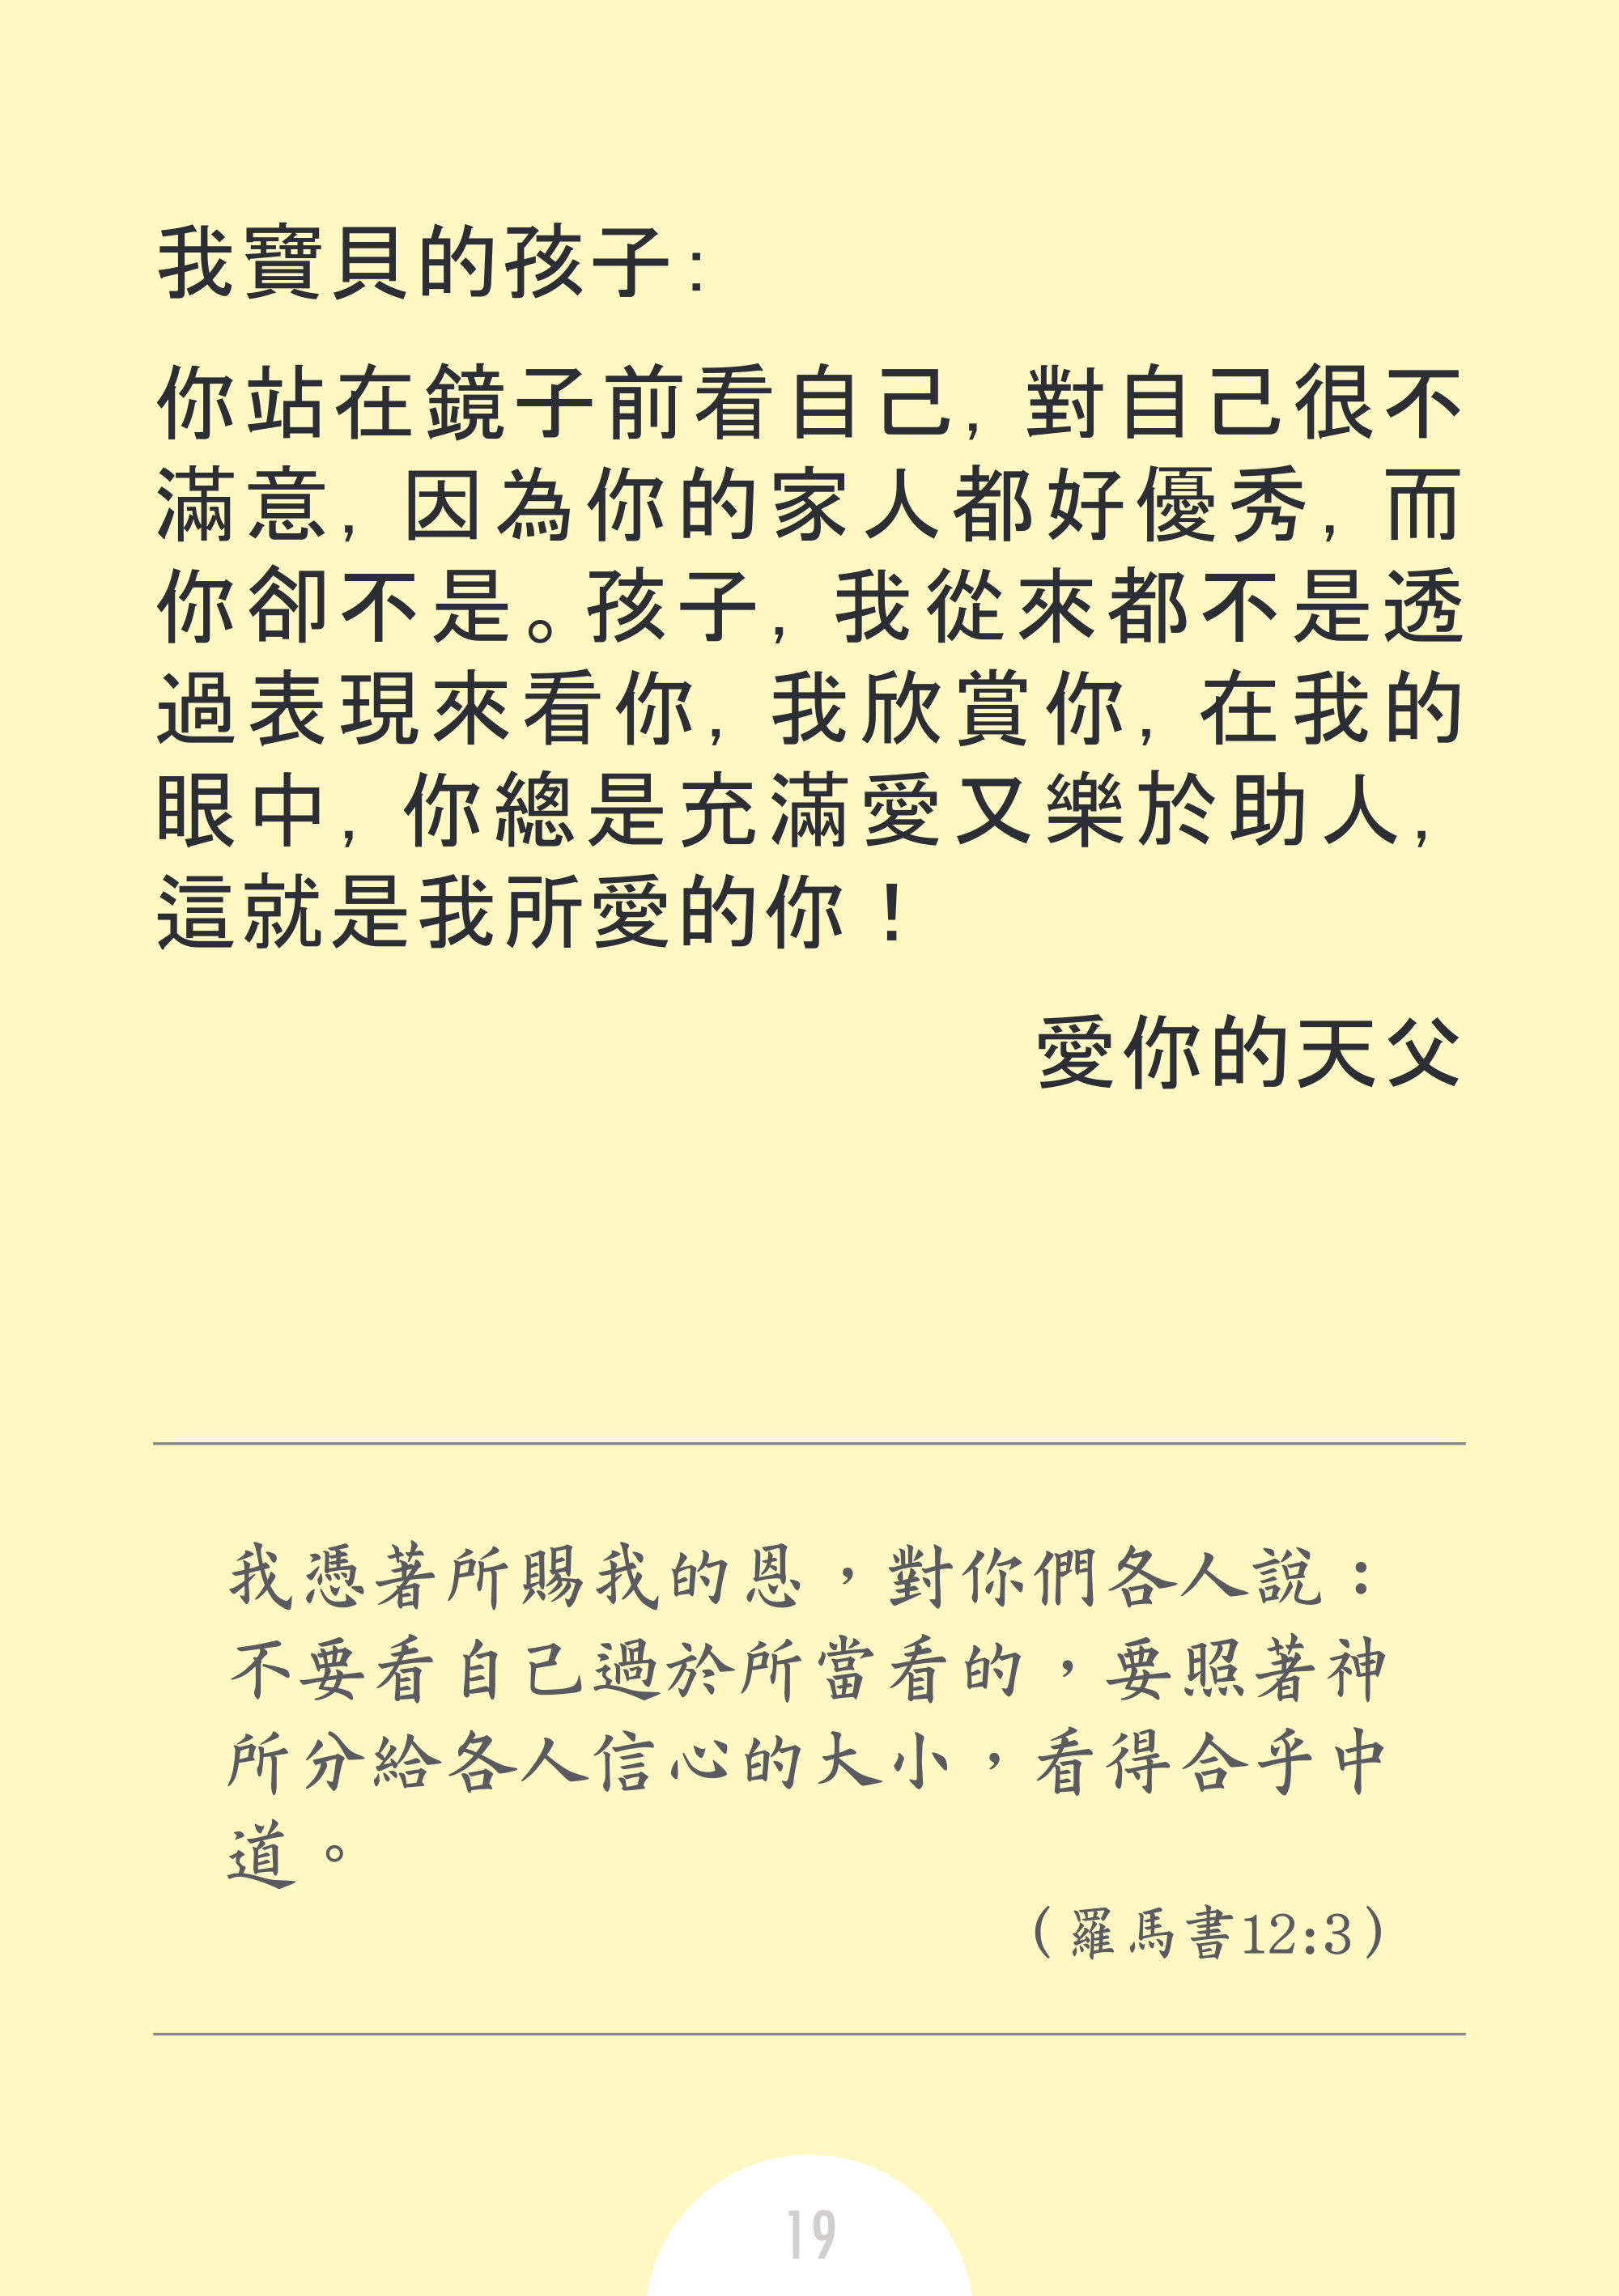 我寶貝的孩子：
你站在鏡子前看自己，對自己很不
滿意，因為你的家人都好優秀，而
你卻不是。孩子，我從來都不是透
過表現來看你，我欣賞你，在我的
眼中，你總是充滿愛又樂於助人，
這就是我所愛的你！
愛你的天父
我憑著所賜我的恩，對你們各人說：
不要看自己過於所當看的，要照著神
所分給各人信心的大小，看得合乎中
道。
（羅馬書12:3）
19